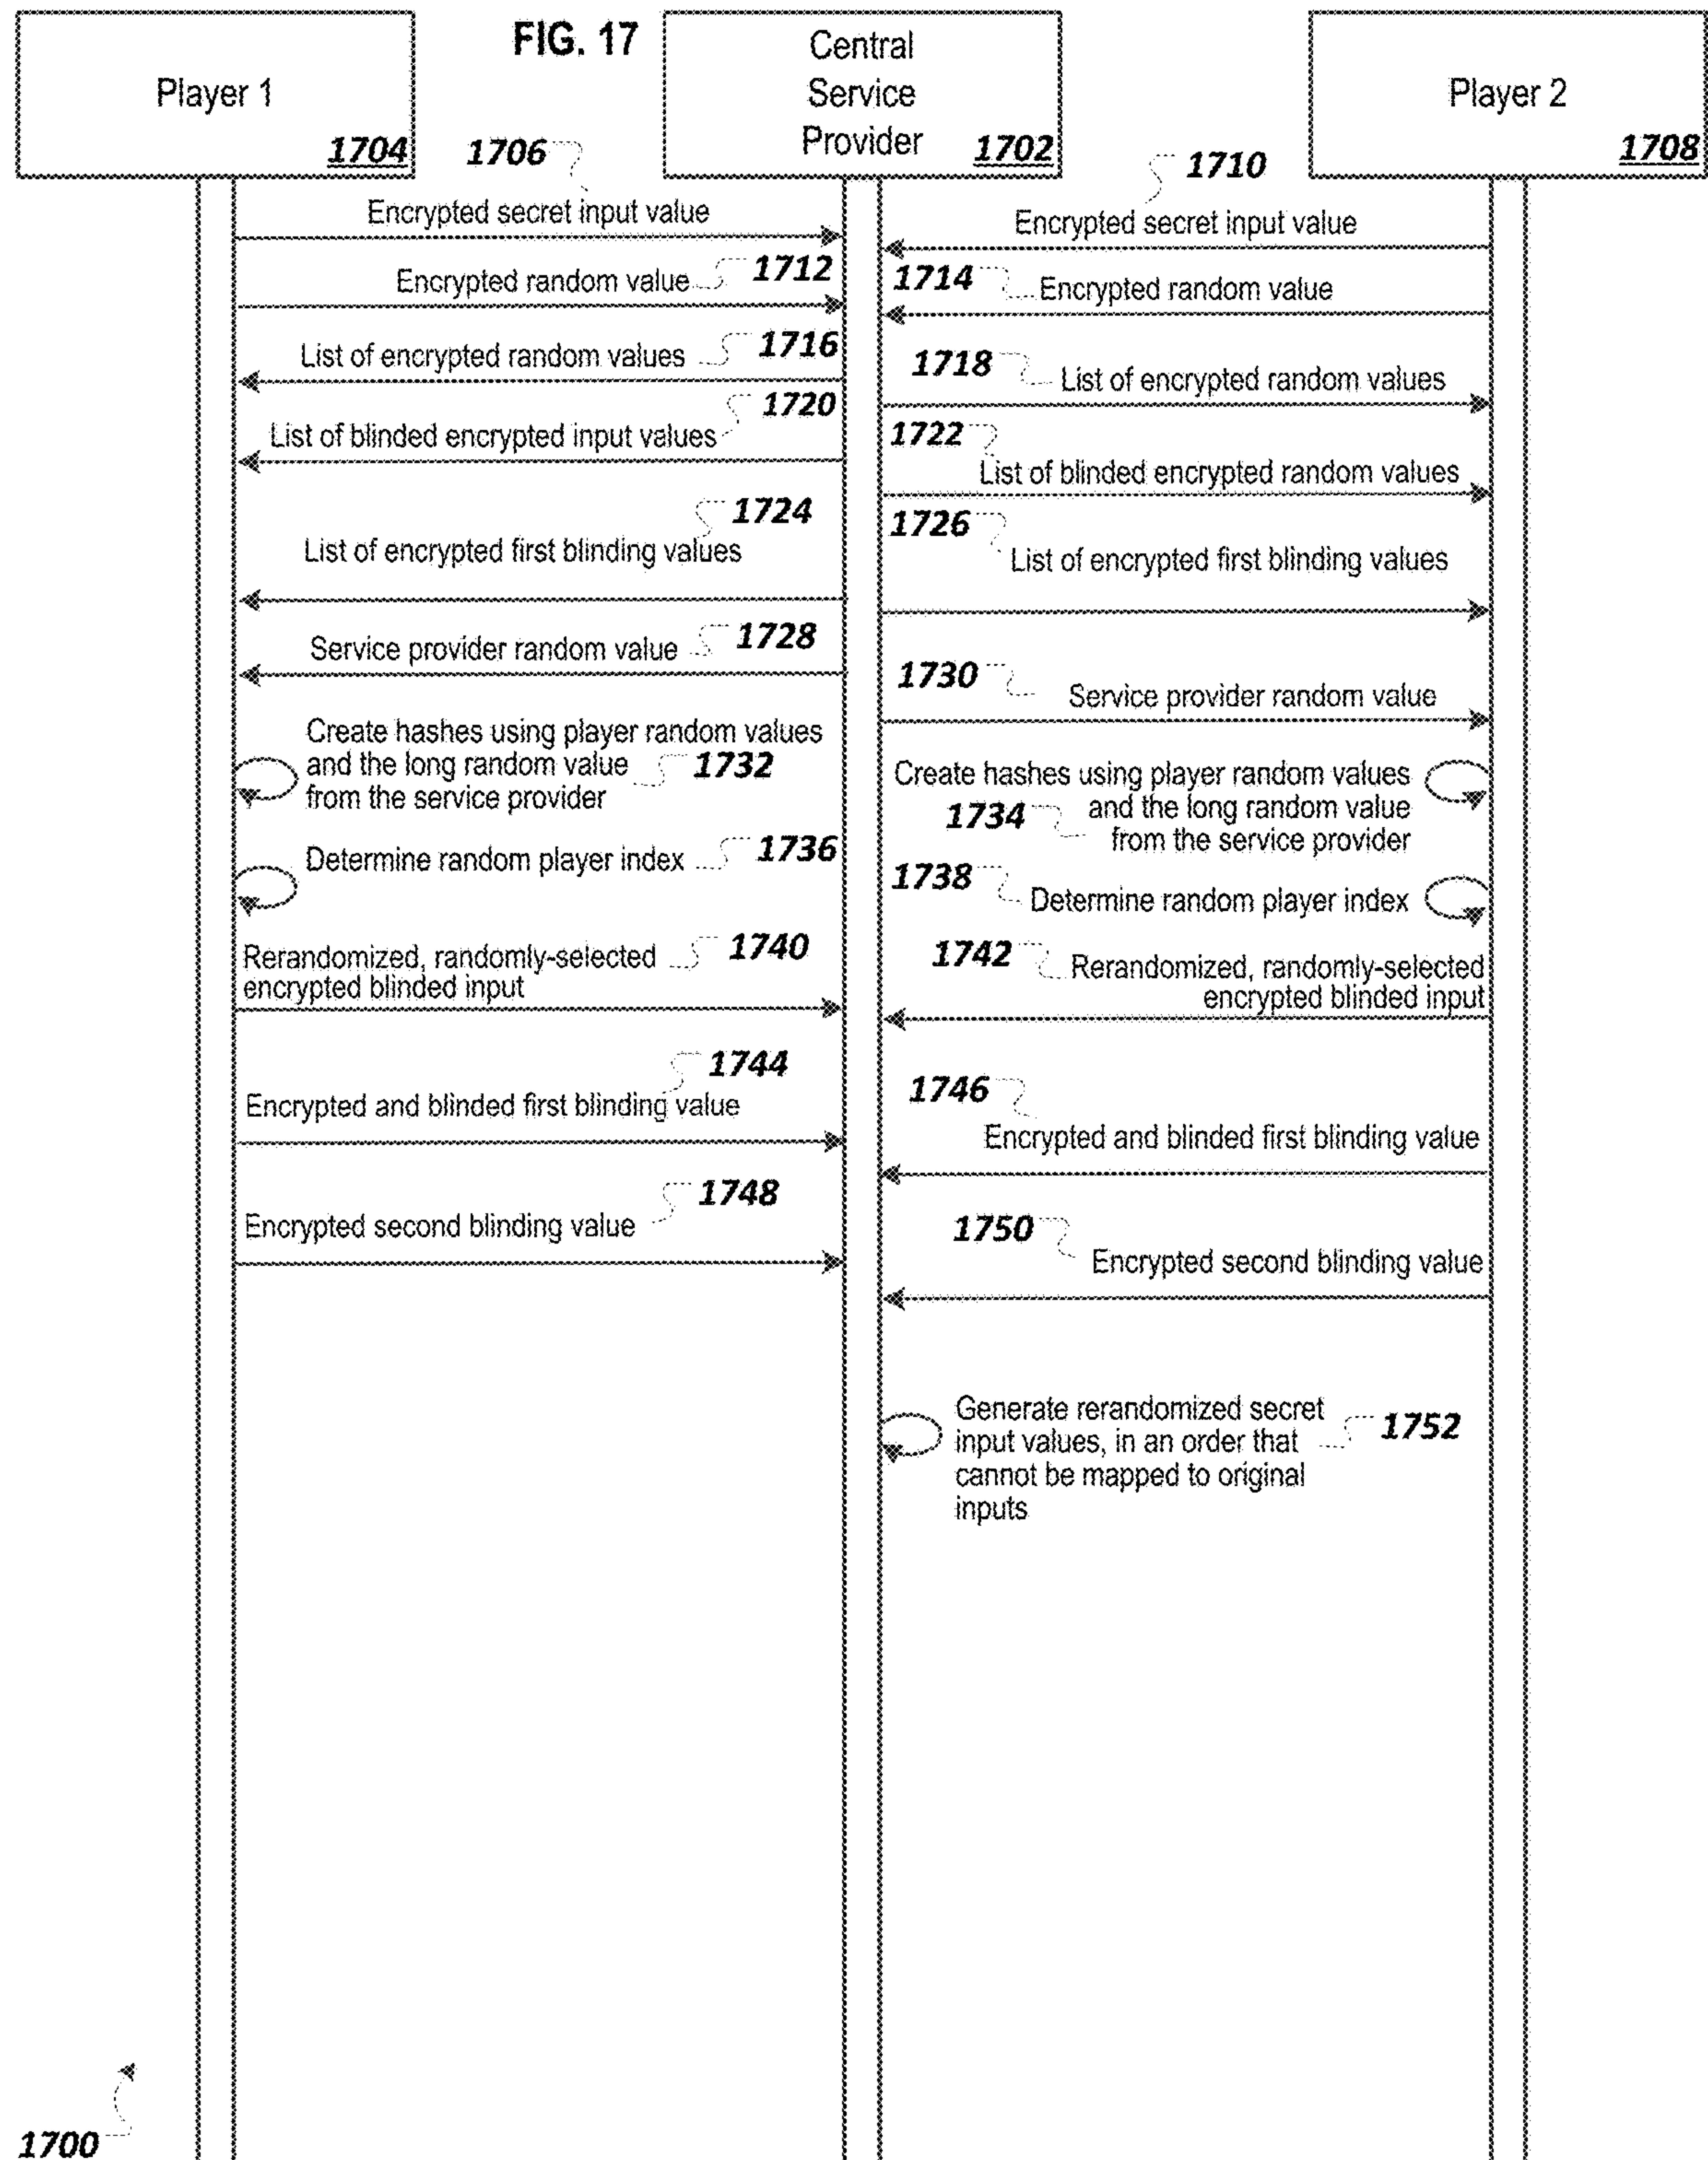 FIG. 17
Player 1
1704
Central
Service
Provider
1702
Player 2
1708
1706
Encrypted secret input value
1710
Encrypted secret input value
Encrypted random value
1712
1714
Encrypted random value
List of encrypted random values
1716
1718
List of encrypted random values
1720
List of blinded encrypted input values
1722
List of blinded encrypted random values
1724
List of encrypted first blinding values
1726
List of encrypted first blinding values
Service provider random value
1728
1730
Service provider random value
Create hashes using player random values
and the long random value
1732
from the service provider
Create hashes using player random values
1734
and the long random value
from the service provider
Determine random player index
1736
1738
Determine random player index
Rerandomized, randomly-selected
1740
encrypted blinded input
1742
Rerandomized, randomly-selected
encrypted blinded input
1744
Encrypted and blinded first blinding value
1746
Encrypted and blinded first blinding value
1748
Encrypted second blinding value
1750
Encrypted second blinding value
Generate rerandomized secret
input values, in an order that
1752
cannot be mapped to original
inputs
1700